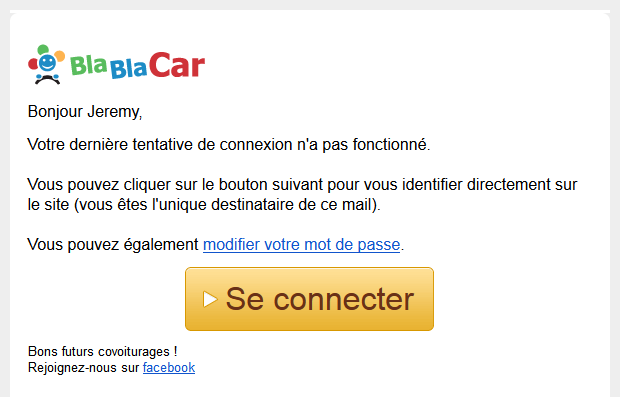 BlaBlaCar
Bonjour Jeremy,
Votre dernière tentative de connexion n'a pas fonctionné.
Vous pouvez cliquer sur le bouton suivant pour vous identifier directement sur
le site (vous êtes l'unique destinataire de ce mail).
Vous pouvez également modifier votre mot de passe.
Se connecter
Bons futurs covoiturages !
Rejoignez-nous sur facebook